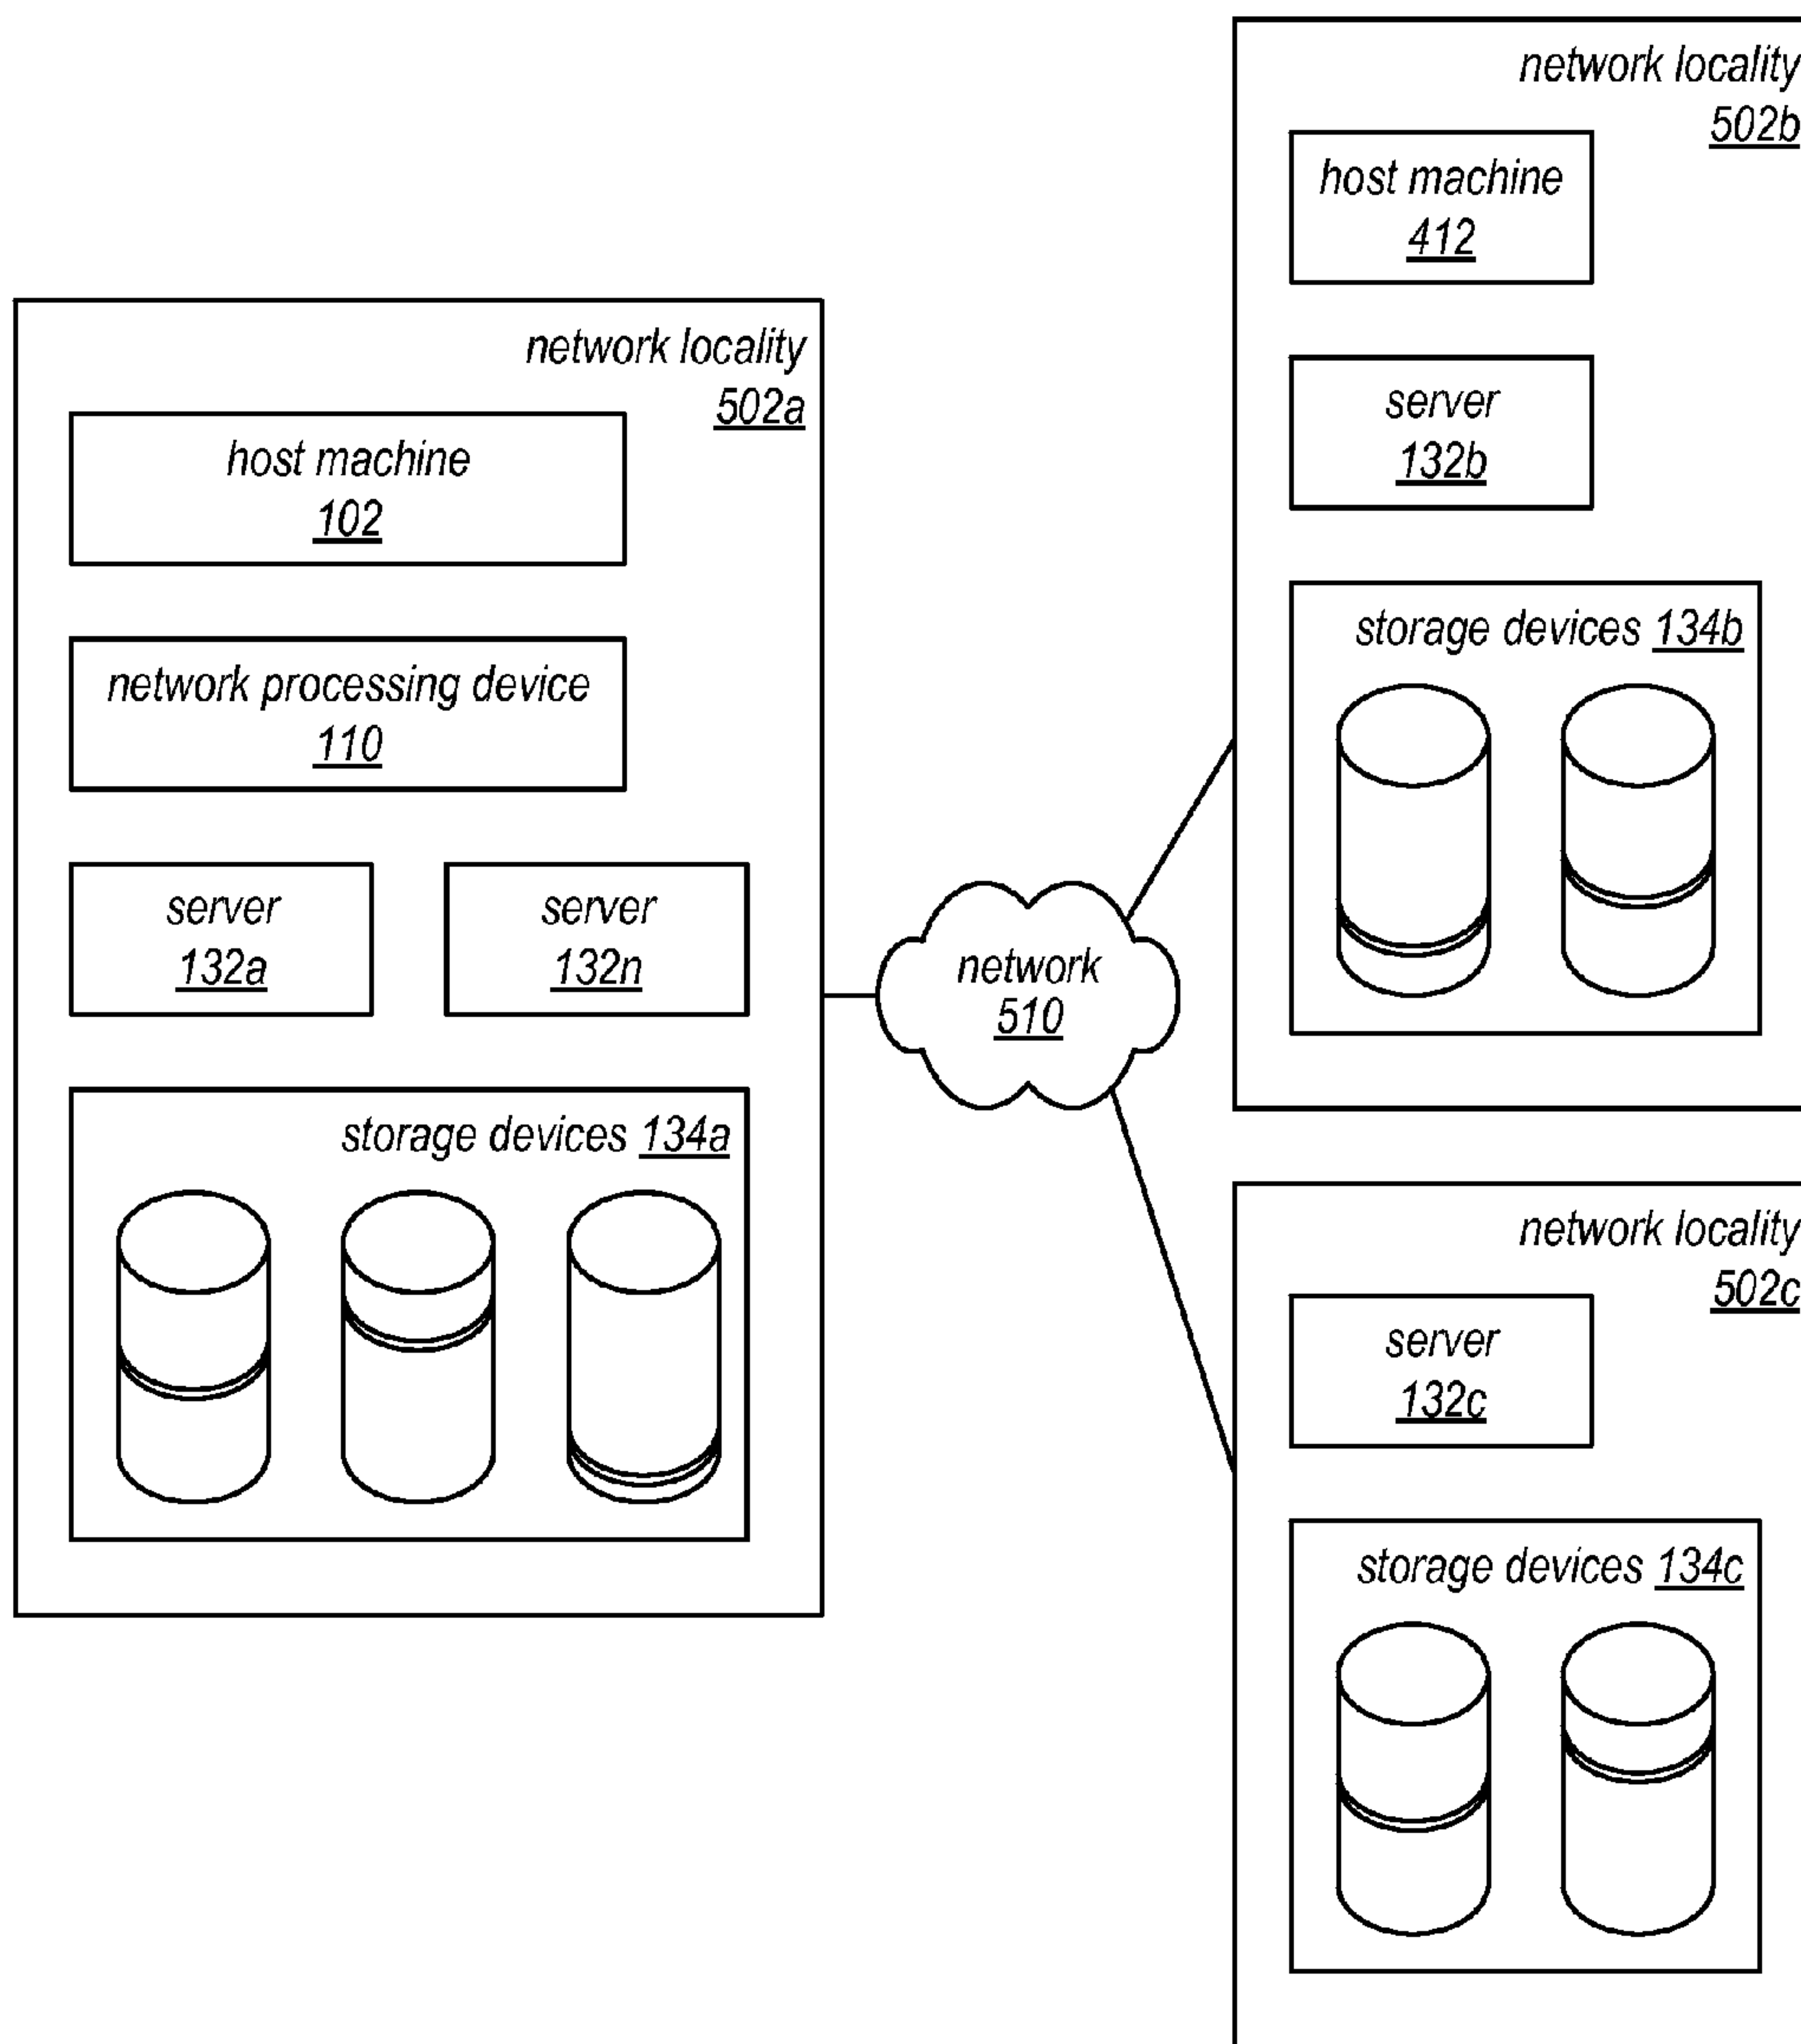 network locality
502a
host machine
102
network processing device
110
server
132a
server
132n
storage devices 134a
network
510
network locality
502b
host machine
412
server
132b
storage devices 134b
network locality
502c
server
132c
storage devices 134c